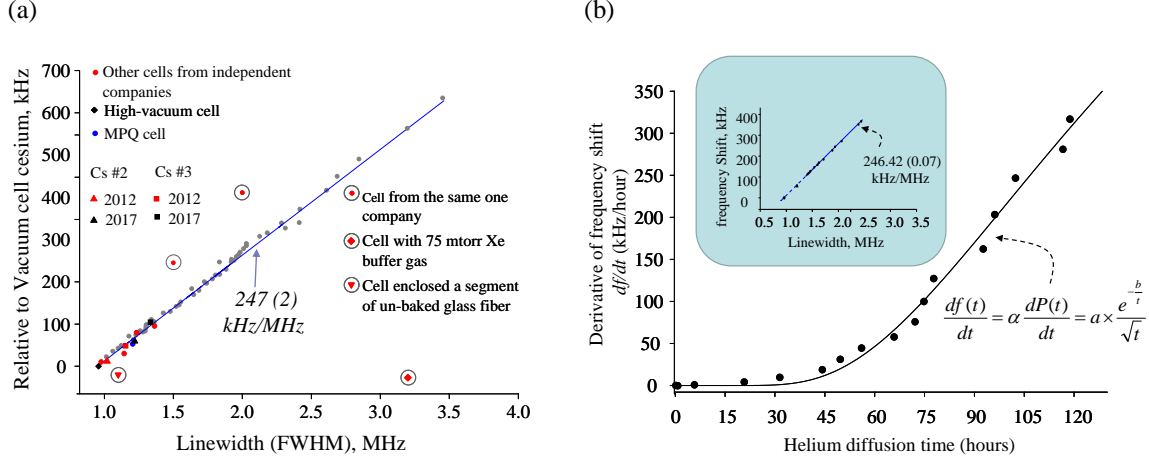 (a)
Relative to Vacuum cell cesium, kHz
700
600
500
400
300
200
100
0
1.0
1.5
2.0
2.5
3.0
3.5
4.0
Linewidth (FWHM), MHz
Other cells from independent
companies
High-vacuum cell
MPQ cell
Cs #2
Cs #3
2012
2012
2017
2017
247 (2)
kHz/MHz
Cell from the same one
company
Cell with 75 mtorr Xe
buffer gas
Cell enclosed a segment
of un-baked glass fiber
(b)
Derivative of frequency shift
df/dt (kHz/hour)
350
300
250
200
150
100
50
0
0
15
30
45
60
75
90
105
120
Helium diffusion time (hours)
frequency Shift, kHz
400
300
200
100
0
0.5
1.0
1.5
2.0
2.5
3.0
3.5
Linewidth, MHz
246.42 (0.07)
kHz/MHz
df(t)/dt = α dP(t)/dt = a × e^{-b/t}/√t